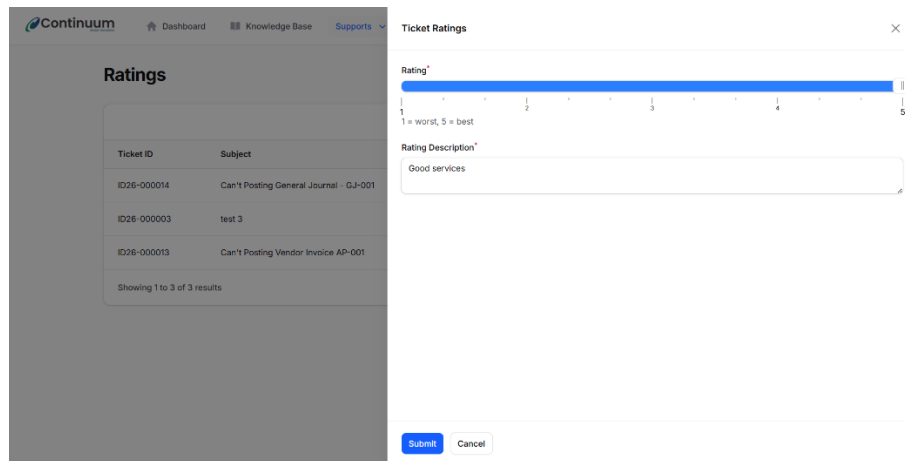 Continuum
Dashboard
Knowledge Base
Supports
Ratings
Ticket ID
Subject
ID26-000014
Can't Posting General Journal - GJ-001
ID26-000003
test 3
ID26-000013
Can't Posting Vendor Invoice AP-001
Showing 1 to 3 of 3 results
Ticket Ratings
Rating*
1 2 3 4 5
1 = worst, 5 = best
Rating Description*
Good services
Submit
Cancel